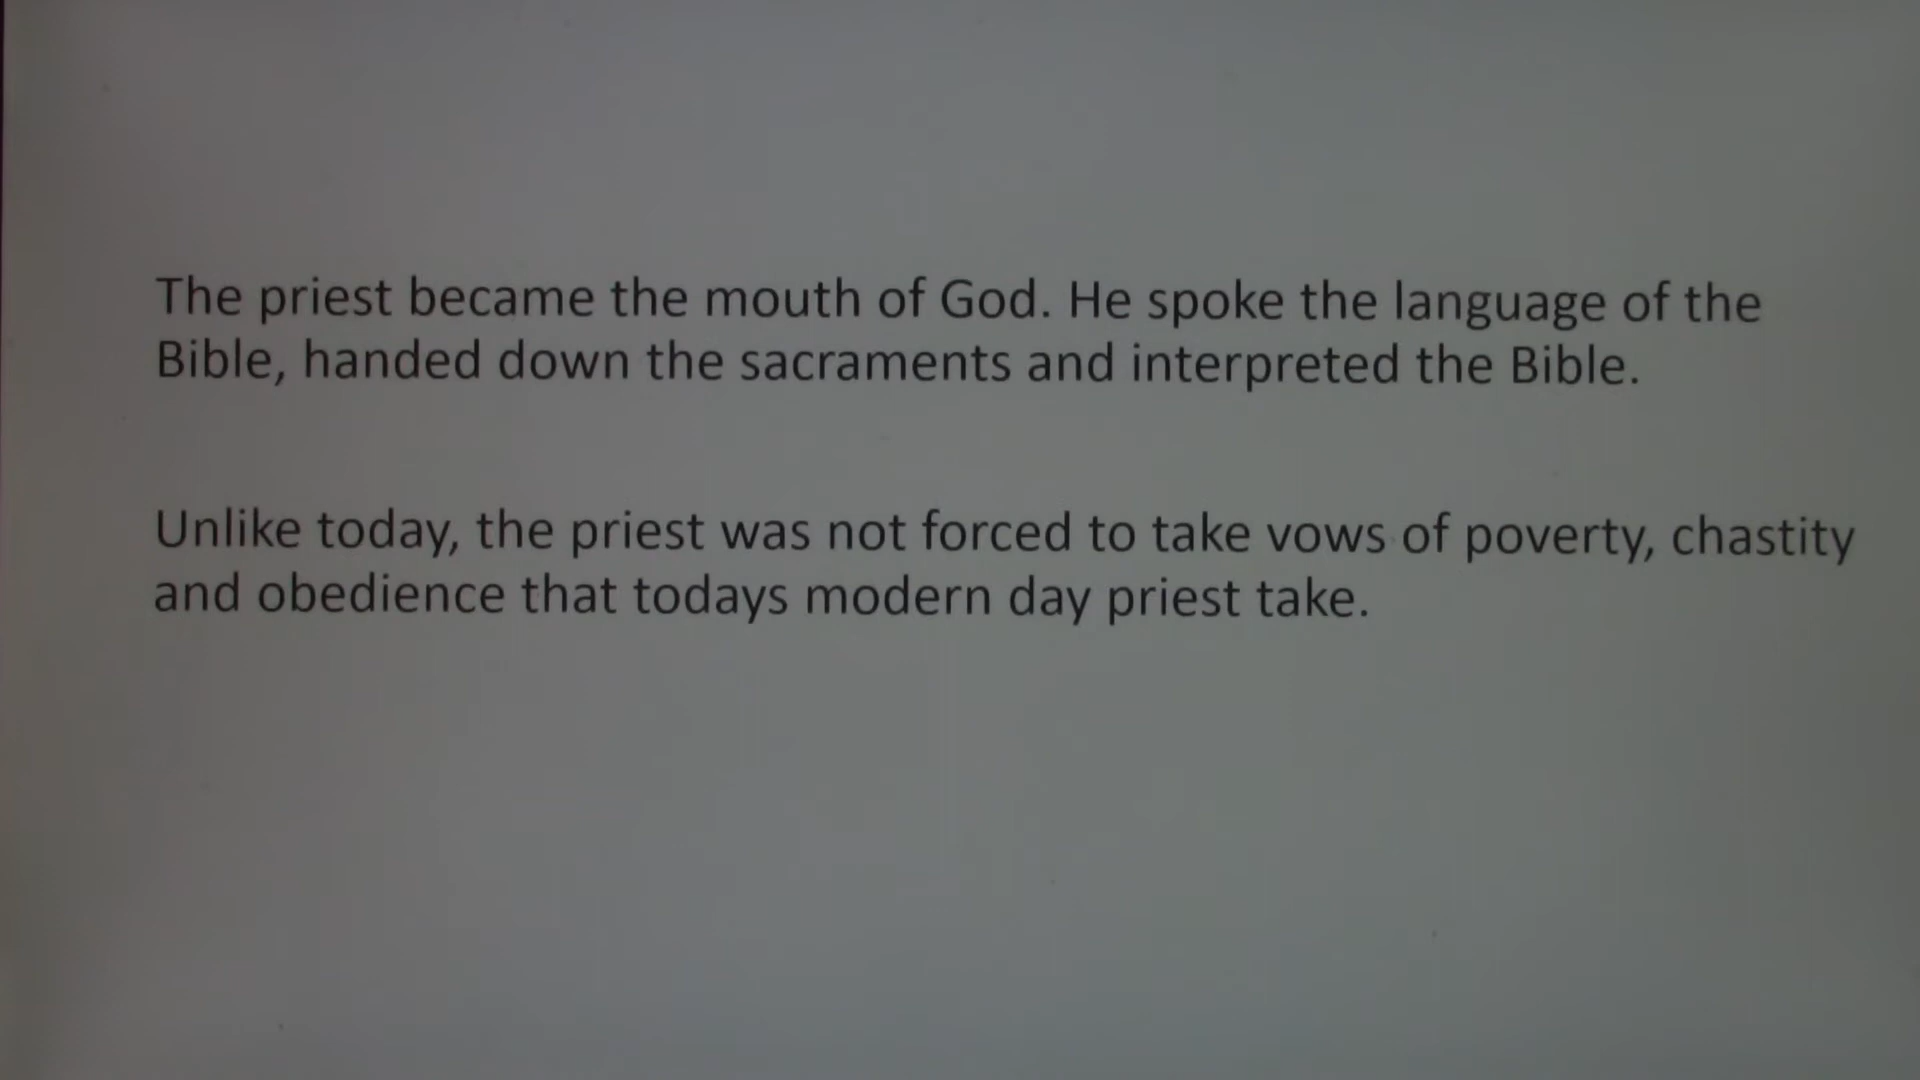 The priest became the mouth of God. He spoke the language of the
Bible, handed down the sacraments and interpreted the Bible.
Unlike today, the priest was not forced to take vows of poverty, chastity
and obedience that todays modern day priest take.